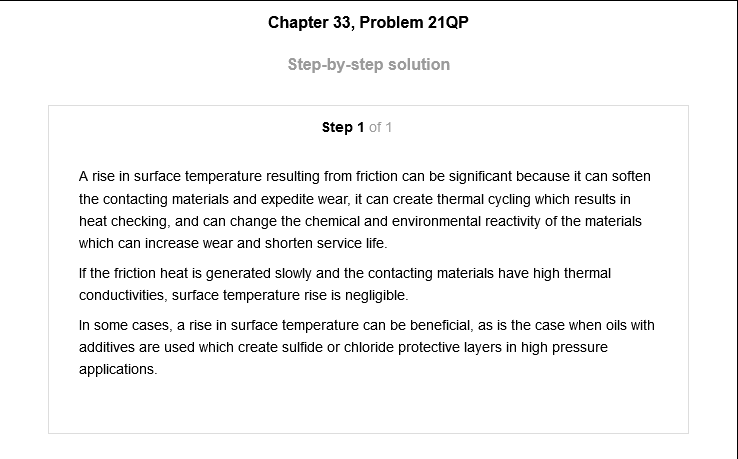 Chapter 33, Problem 21QP
Step-by-step solution
Step 1 of 1
A rise in surface temperature resulting from friction can be significant because it can soften
the contacting materials and expedite wear, it can create thermal cycling which results in
heat checking, and can change the chemical and environmental reactivity of the materials
which can increase wear and shorten service life.
If the friction heat is generated slowly and the contacting materials have high thermal
conductivities, surface temperature rise is negligible.
In some cases, a rise in surface temperature can be beneficial, as is the case when oils with
additives are used which create sulfide or chloride protective layers in high pressure
applications.